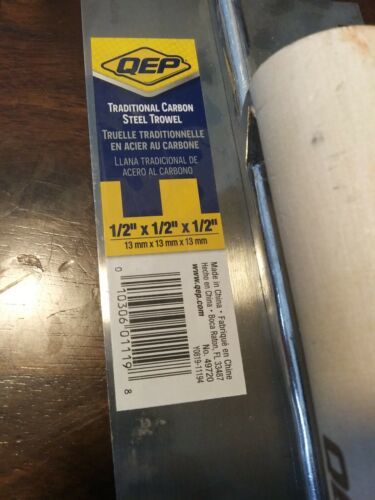 QEP
TRADITIONAL CARBON
STEEL TROWEL
TRUELLE TRADITIONNELLE
EN ACIER AU CARBONE
LLANA TRADICIONAL DE
ACERO AL CARBONO
1/2" x 1/2" x 1/2"
13 mm x 13 mm x 13 mm
Made in China • Fabriqué en Chine
Hecho en China • Boca Raton, FL 33487
www.qep.com
No. 49720
Y0619-11194
0 10306 01119 8